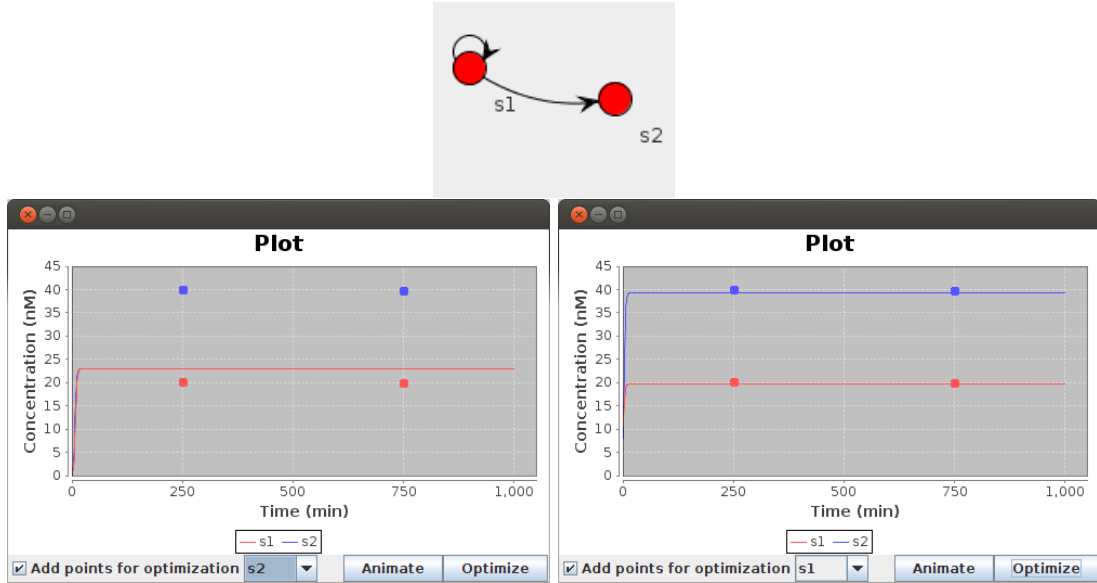 s1
s2
Plot
45
40
35
30
25
20
15
10
5
0
Concentration (nM)
0 250 500 750 1,000
Time (min)
s1 s2
Add points for optimization s2 Animate Optimize
Plot
45
40
35
30
25
20
15
10
5
0
Concentration (nM)
0 250 500 750 1,000
Time (min)
s1 s2
Add points for optimization s1 Animate Optimize